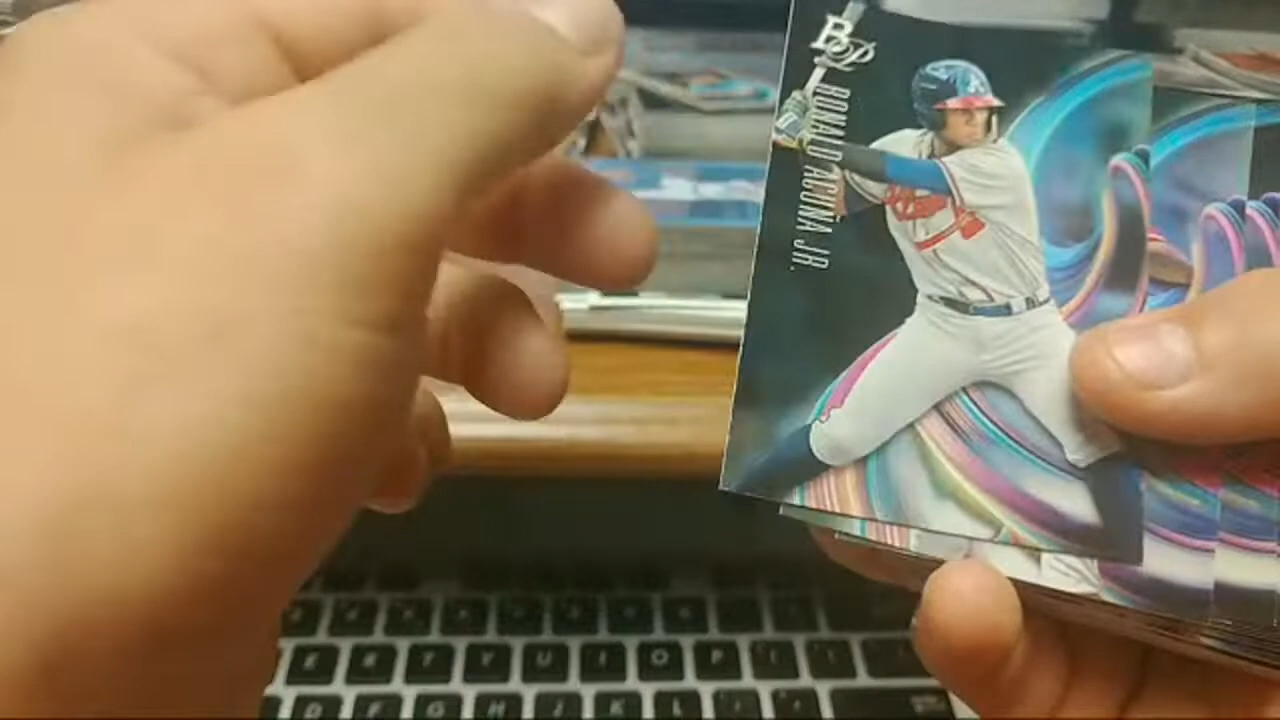 BP
RONALD ACUÑA JR.
A
E R T Y U I O P
D F G H J K L